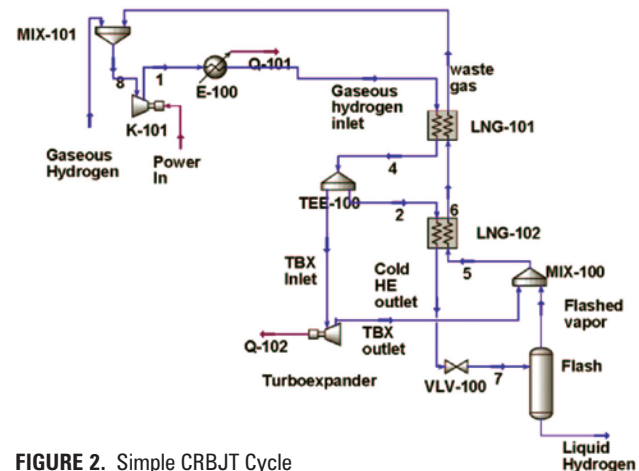 MIX-101
8
1
K-101
Gaseous
Hydrogen
Power
In
E-100
Q-101
Gaseous
hydrogen
inlet
waste
gas
LNG-101
4
TEE-100
2
6
LNG-102
TBX
Inlet
Cold
HE
outlet
5
MIX-100
Flashed
vapor
Q-102
TBX
outlet
Turboexpander
VLV-100
7
Flash
Liquid
Hydrogen
FIGURE 2. Simple CRBJT Cycle